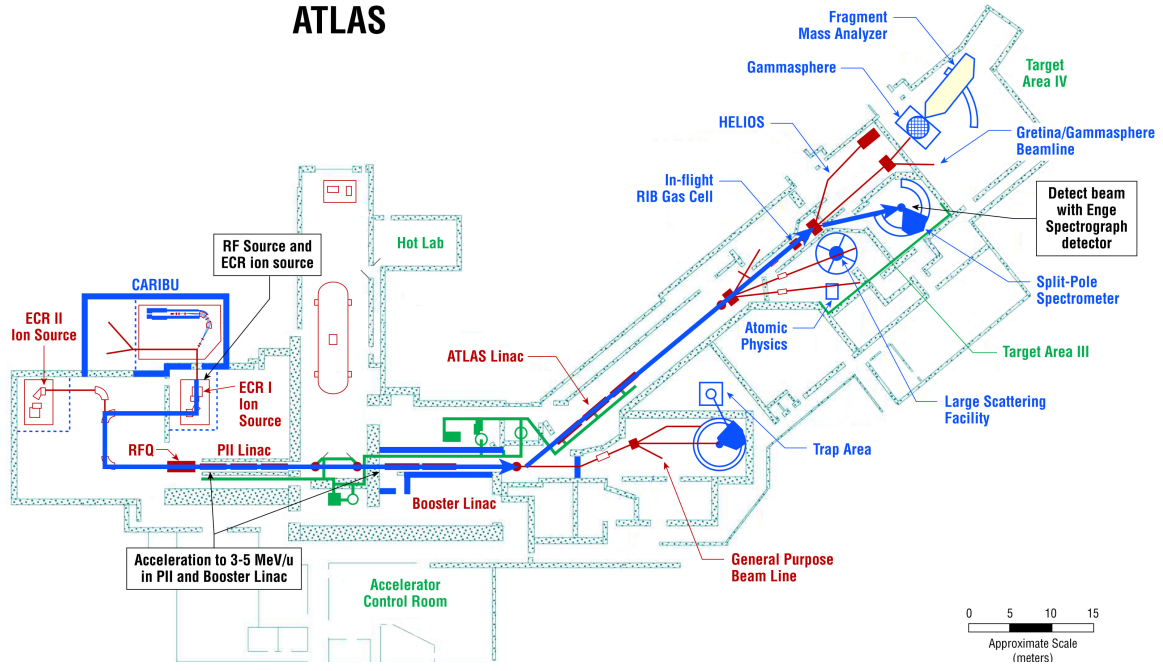 ATLAS
Fragment
Mass Analyzer
Target
Area IV
Gammasphere
HELIOS
Gretina/Gammasphere
Beamline
In-flight
RIB Gas Cell
Detect beam
with Enge
Spectrograph
detector
RF Source and
ECR ion source
Hot Lab
CARIBU
Split-Pole
Spectrometer
ECR II
Ion Source
Atomic
Physics
Target Area III
ATLAS Linac
ECR I
Ion
Source
Large Scattering
Facility
Trap Area
RFQ
PII Linac
Booster Linac
Acceleration to 3-5 MeV/u
in PII and Booster Linac
General Purpose
Beam Line
Accelerator
Control Room
0 5 10 15
Approximate Scale
(meters)